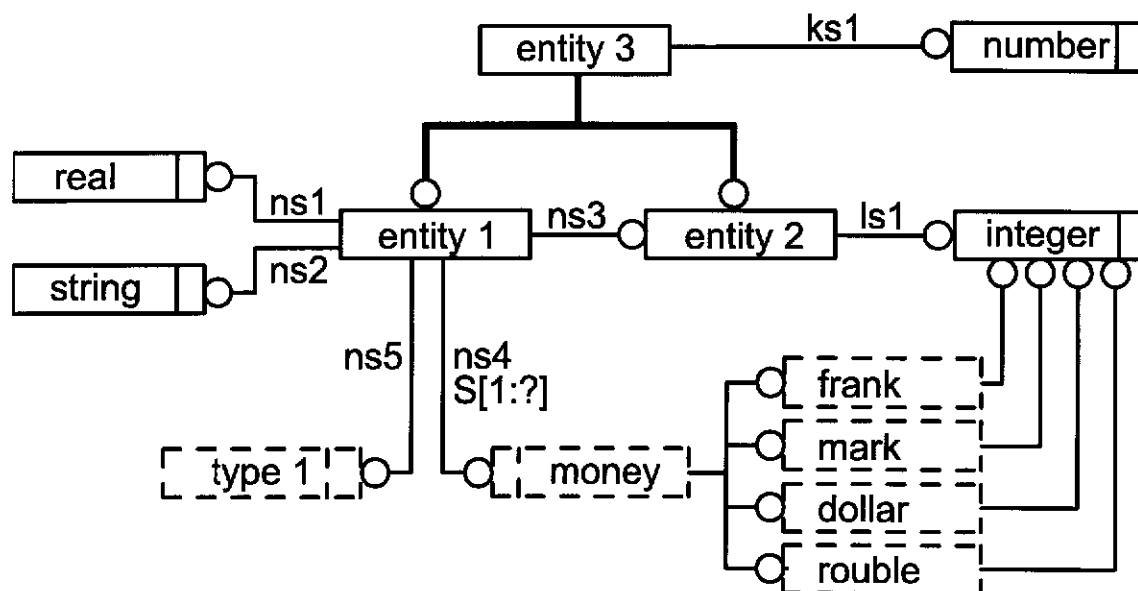 entity 3
ks1
number
real
ns1
entity 1
ns3
entity 2
ls1
integer
string
ns2
ns5
ns4
S[1:?]
frank
mark
type 1
money
dollar
rouble